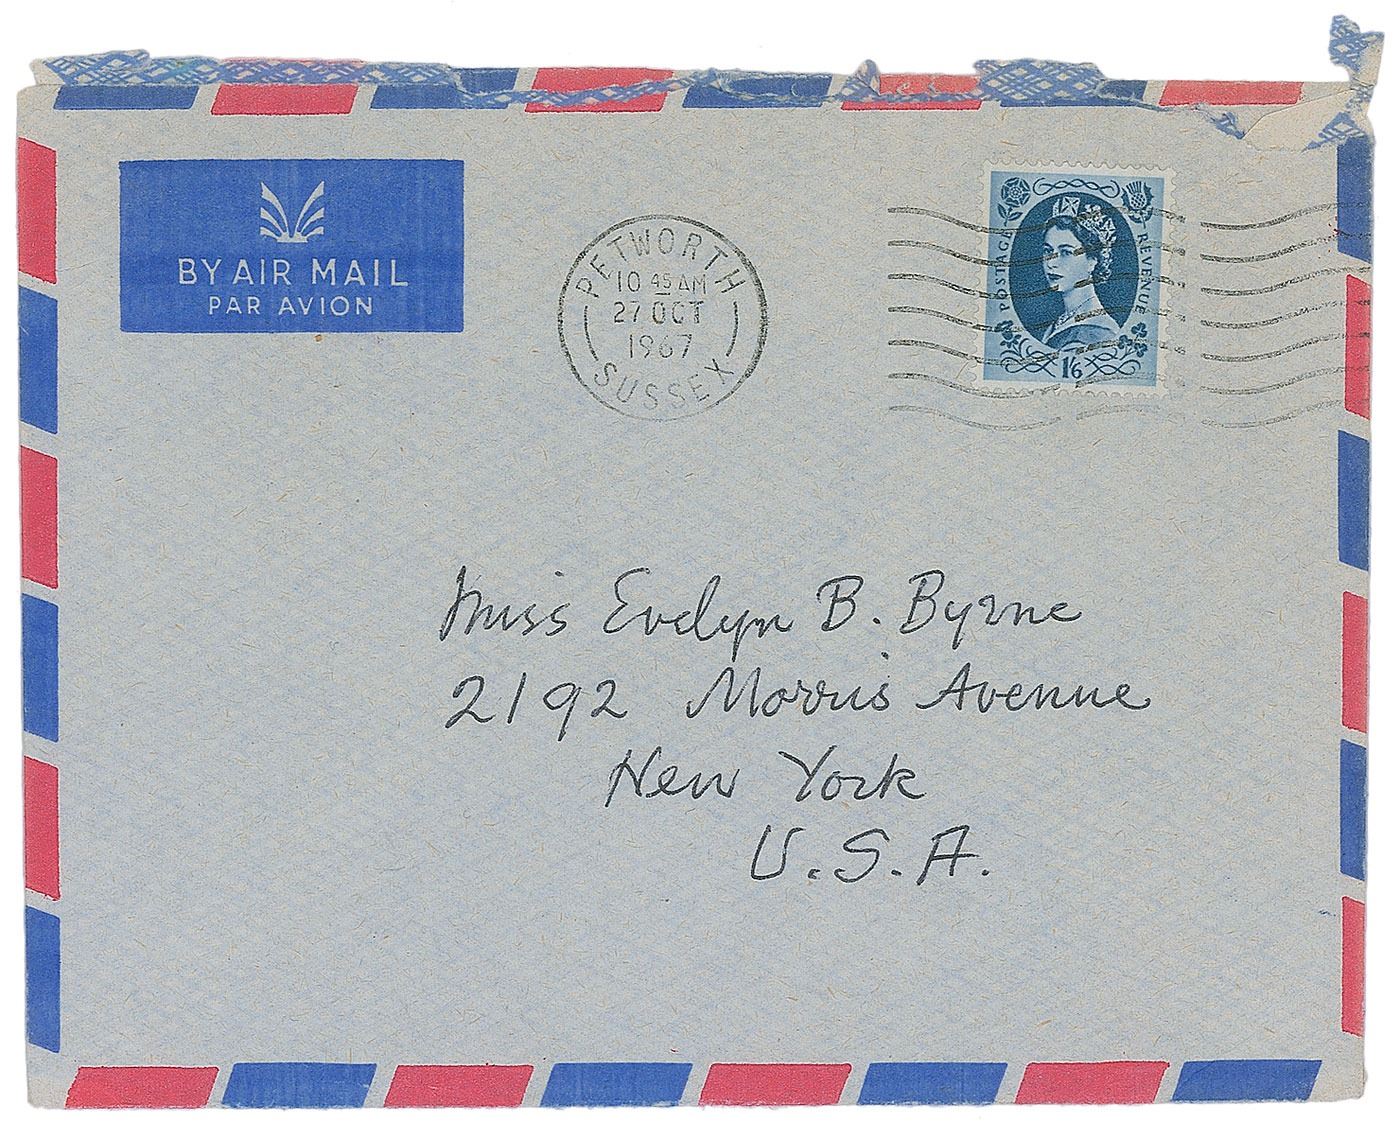 BY AIR MAIL
PAR AVION
PETWORTH
10 45 AM
27 OCT
1967
SUSSEX
POSTAGE
REVENUE
1/6
Miss Evelyn B. Byrne
2192 Morris Avenue
New York
U.S.A.